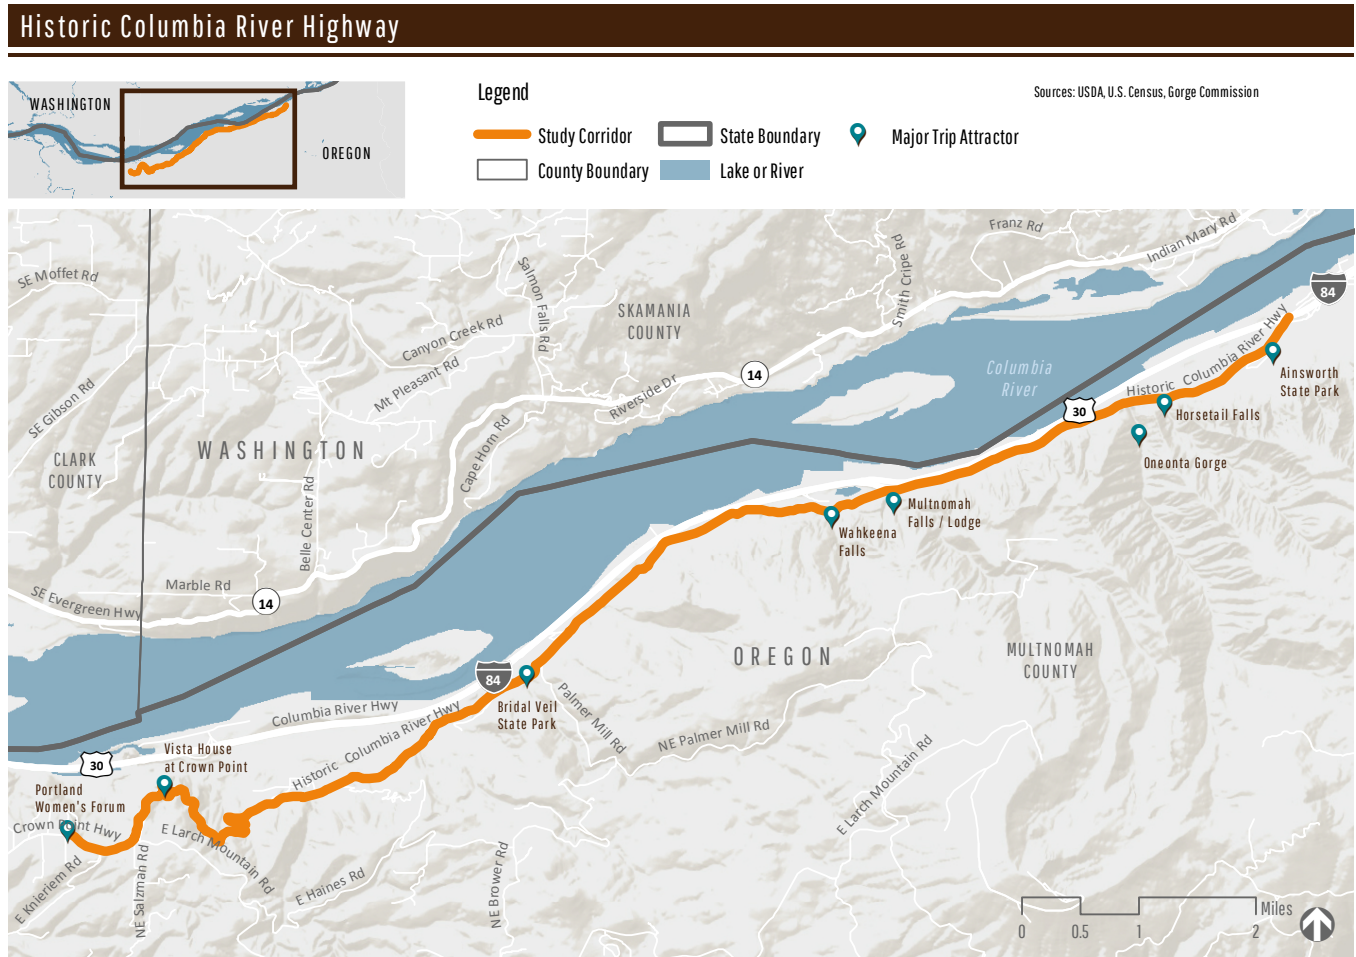 Historic Columbia River Highway
WASHINGTON
OREGON
Legend
Sources: USDA, U.S. Census, Gorge Commission
Study Corridor
State Boundary
Major Trip Attractor
County Boundary
Lake or River
Franz Rd
Indian Mary Rd
SE Moffet Rd
Salmon Falls Rd
Smith Cripe Rd
84
SKAMANIA
COUNTY
Canyon Creek Rd
Mt Pleasant Rd
14
Riverside Dr
Columbia
River
Historic Columbia River Hwy
Ainsworth
State Park
30
Horsetail Falls
SE Gibson Rd
WASHINGTON
Cape Horn Rd
CLARK
COUNTY
Oneonta Gorge
Belle Center Rd
Multnomah
Falls / Lodge
Wahkeena
Falls
Marble Rd
SE Evergreen Hwy
14
OREGON
MULTNOMAH
COUNTY
84
Bridal Veil
State Park
Palmer Mill Rd
NE Palmer Mill Rd
Columbia River Hwy
Historic Columbia River Hwy
Vista House
at Crown Point
30
Portland
Women's Forum
Crown Point Hwy
E Larch Mountain Rd
E Larch Mountain Rd
E Knieriem Rd
NE Salzman Rd
E Haines Rd
NE Brower Rd
Miles
0 0.5 1 2